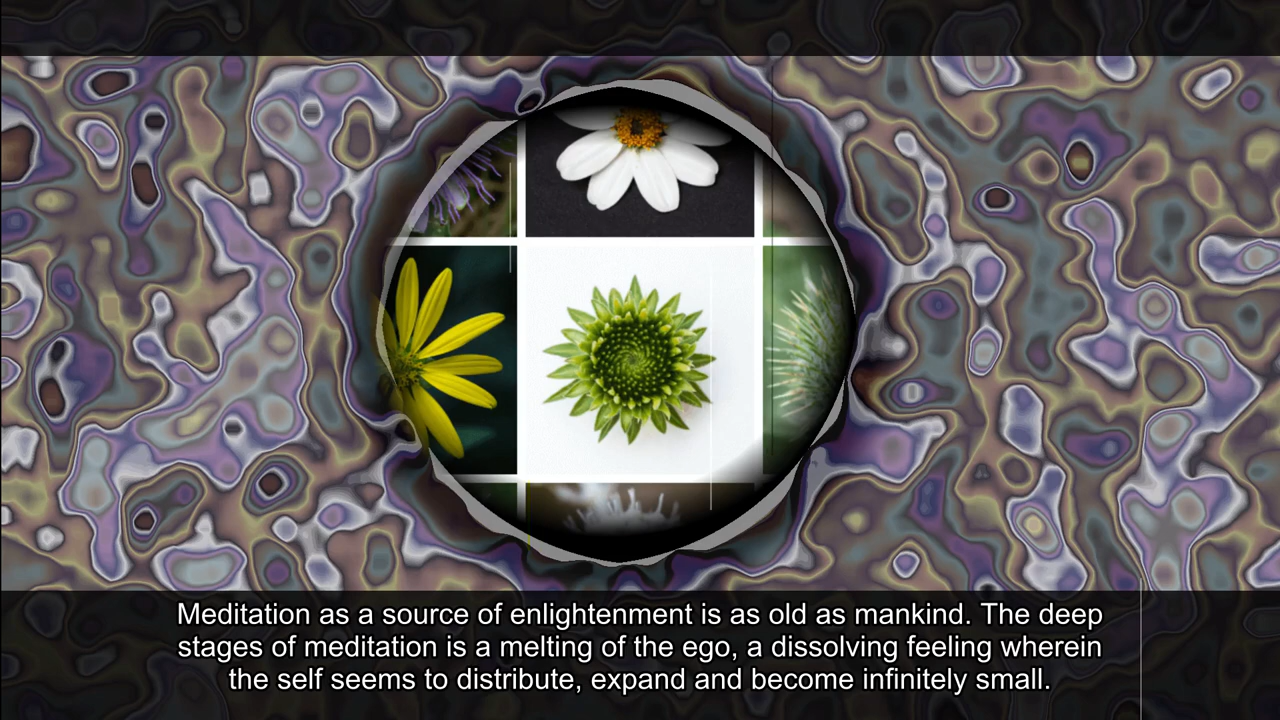 Meditation as a source of enlightenment is as old as mankind. The deep
stages of meditation is a melting of the ego, a dissolving feeling wherein
the self seems to distribute, expand and become infinitely small.